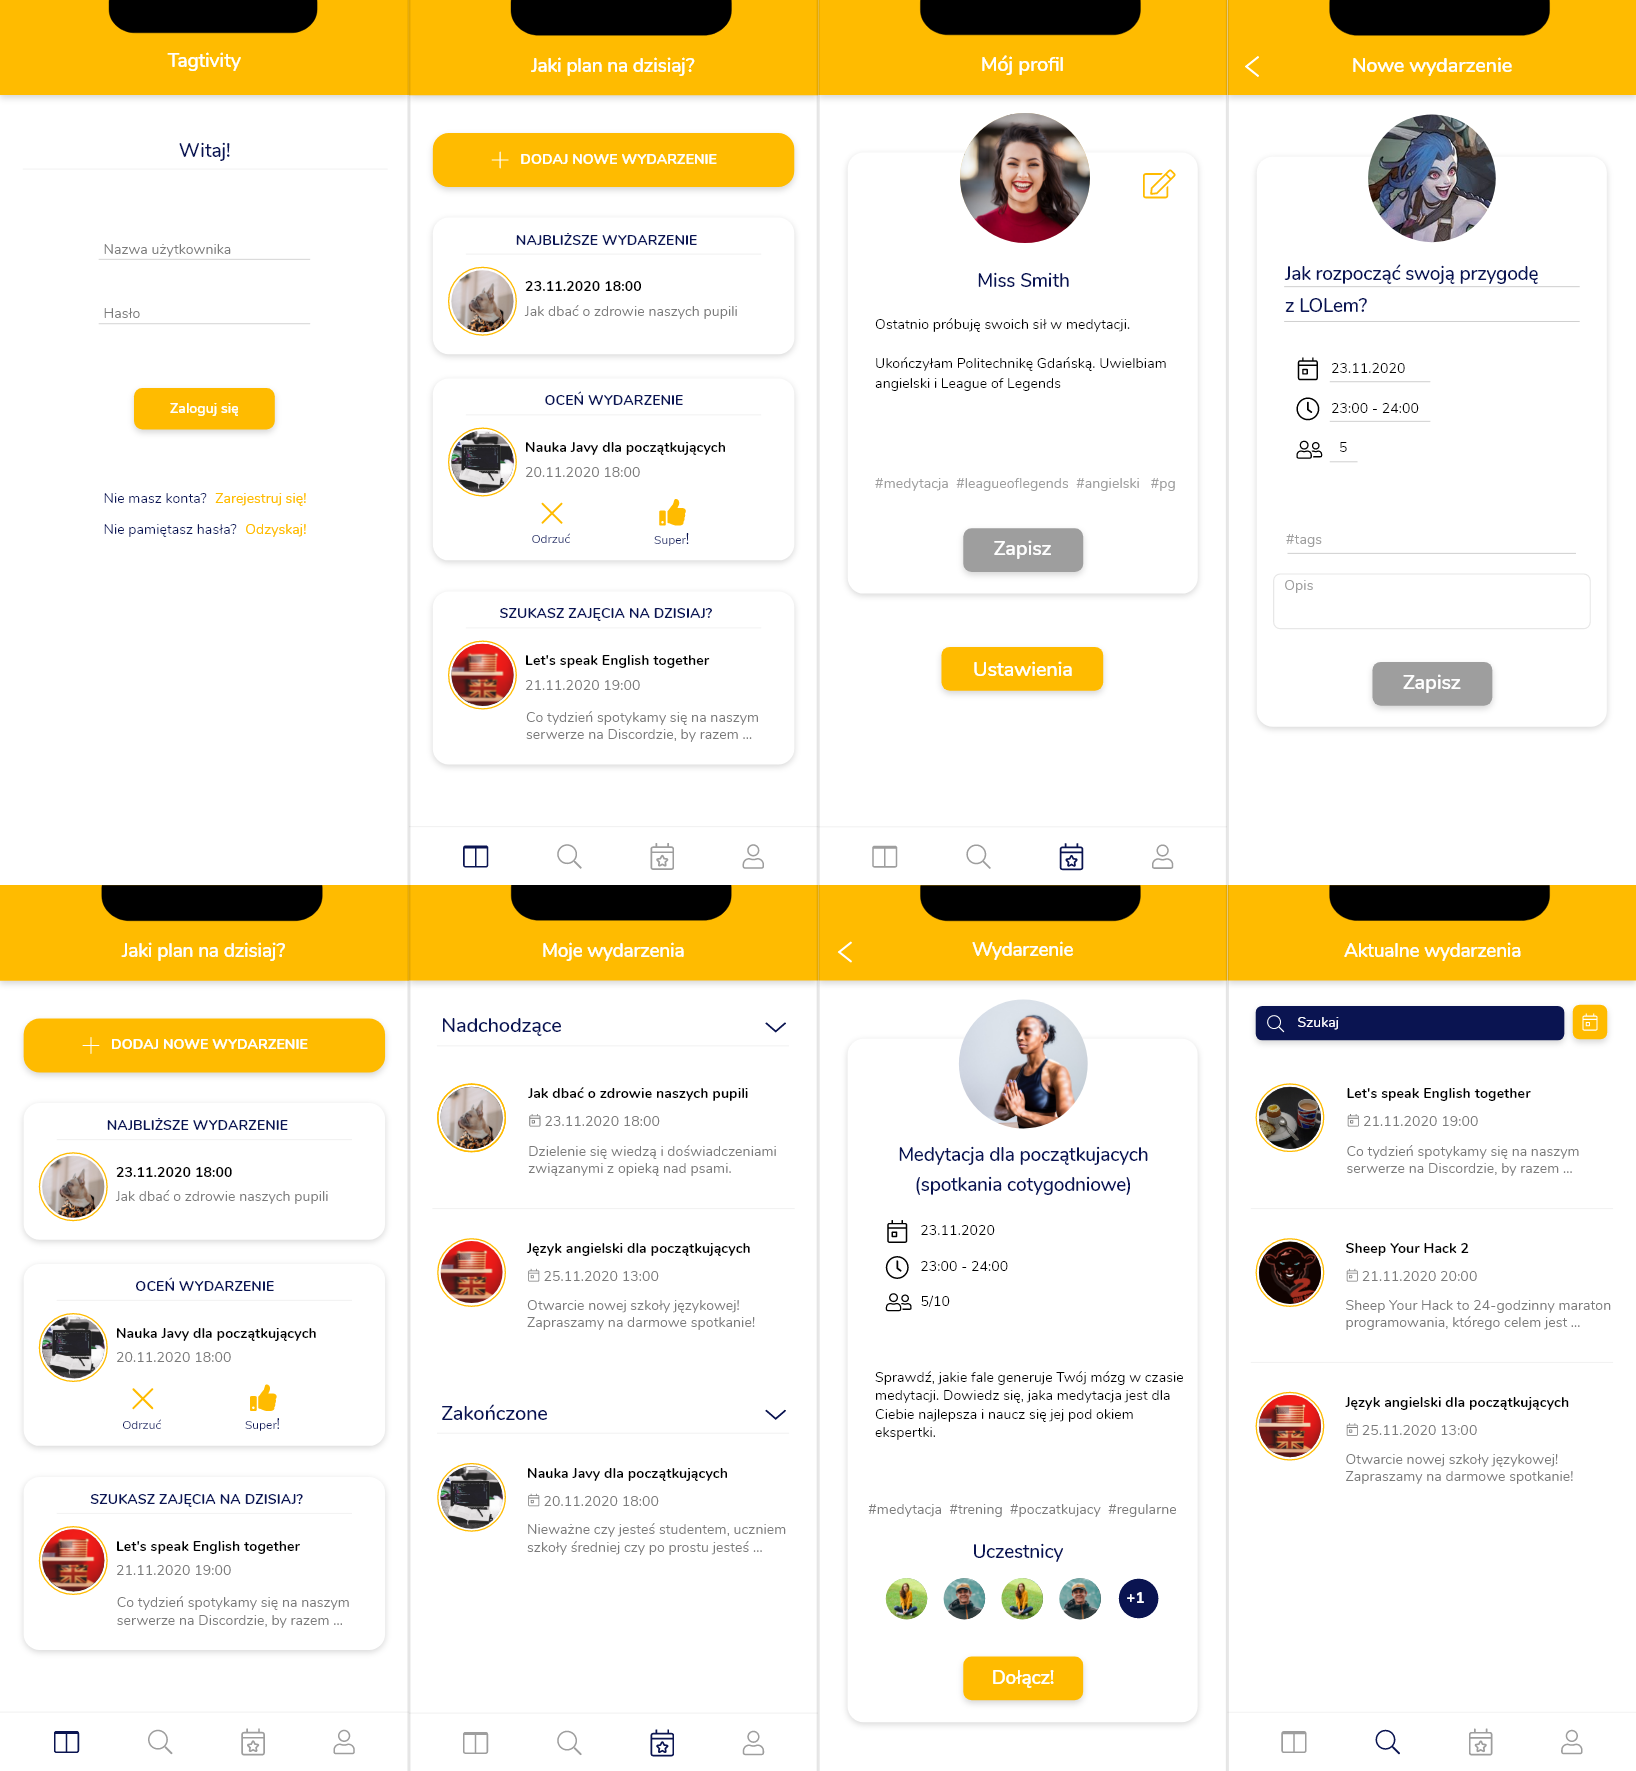 Tagtivity
Witaj!
Nazwa użytkownika
Hasło
Zaloguj się
Nie masz konta? Zarejestruj się!
Nie pamiętasz hasła? Odzyskaj!
Jaki plan na dzisiaj?
DODAJ NOWE WYDARZENIE
NAJBLIŻSZE WYDARZENIE
23.11.2020 18:00
Jak dbać o zdrowie naszych pupili
OCEŃ WYDARZENIE
Nauka Javy dla początkujących
20.11.2020 18:00
Odrzuć Super!
SZUKASZ ZAJĘCIA NA DZISIAJ?
Let's speak English together
21.11.2020 19:00
Co tydzień spotykamy się na naszym
serwerze na Discordzie, by razem ...
Mój profil
Miss Smith
Ostatnio próbuję swoich sił w medytacji.
Ukończyłam Politechnikę Gdańską. Uwielbiam
angielski i League of Legends
#medytacja #leagueoflegends #angielski #pg
Zapisz
Ustawienia
Nowe wydarzenie
Jak rozpocząć swoją przygodę
z LOLem?
23.11.2020
23:00 - 24:00
5
#tags
Opis
Zapisz
Jaki plan na dzisiaj?
DODAJ NOWE WYDARZENIE
NAJBLIŻSZE WYDARZENIE
23.11.2020 18:00
Jak dbać o zdrowie naszych pupili
OCEŃ WYDARZENIE
Nauka Javy dla początkujących
20.11.2020 18:00
Odrzuć Super!
SZUKASZ ZAJĘCIA NA DZISIAJ?
Let's speak English together
21.11.2020 19:00
Co tydzień spotykamy się na naszym
serwerze na Discordzie, by razem ...
Moje wydarzenia
Nadchodzące
Jak dbać o zdrowie naszych pupili
23.11.2020 18:00
Dzielenie się wiedzą i doświadczeniami
związanymi z opieką nad psami.
Język angielski dla początkujących
25.11.2020 13:00
Otwarcie nowej szkoły językowej!
Zapraszamy na darmowe spotkanie!
Zakończone
Nauka Javy dla początkujących
20.11.2020 18:00
Nieważne czy jesteś studentem, uczniem
szkoły średniej czy po prostu jesteś ...
Wydarzenie
Medytacja dla początkujacych
(spotkania cotygodniowe)
23.11.2020
23:00 - 24:00
5/10
Sprawdź, jakie fale generuje Twój mózg w czasie
medytacji. Dowiedz się, jaka medytacja jest dla
Ciebie najlepsza i naucz się jej pod okiem
ekspertki.
#medytacja #trening #poczatkujacy #regularne
Uczestnicy
+1
Dołącz!
Aktualne wydarzenia
Szukaj
Let's speak English together
21.11.2020 19:00
Co tydzień spotykamy się na naszym
serwerze na Discordzie, by razem ...
Sheep Your Hack 2
21.11.2020 20:00
Sheep Your Hack to 24-godzinny maraton
programowania, którego celem jest ...
Język angielski dla początkujących
25.11.2020 13:00
Otwarcie nowej szkoły językowej!
Zapraszamy na darmowe spotkanie!